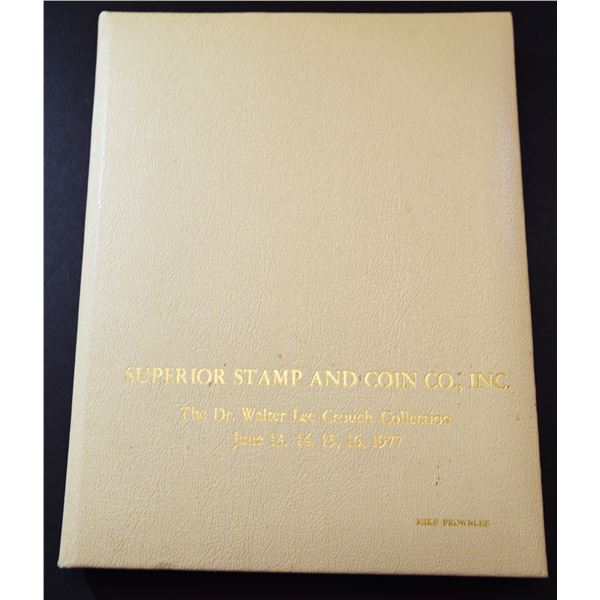 SUPERIOR STAMP AND COIN CO., INC.
The Dr. Walter Lee Crouch Collection
June 13, 14, 15, 16, 1977
MIKE BROWNLEE